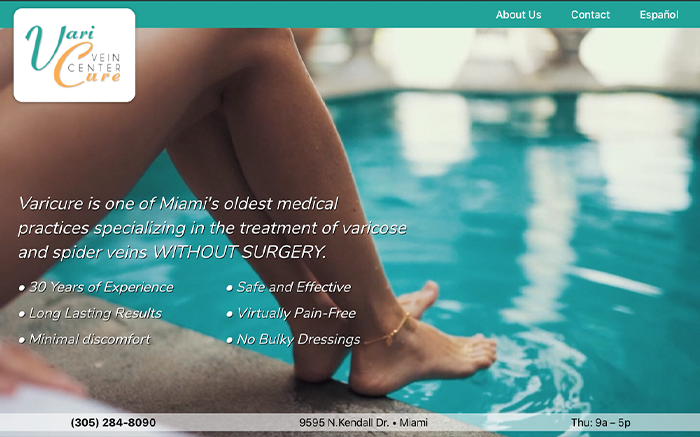 About Us Contact Español
Vari
VEIN
CENTER
Cure
Varicure is one of Miami's oldest medical
practices specializing in the treatment of varicose
and spider veins WITHOUT SURGERY.
• 30 Years of Experience • Safe and Effective
• Long Lasting Results • Virtually Pain-Free
• Minimal discomfort • No Bulky Dressings
(305) 284-8090 9595 N.Kendall Dr. • Miami Thu: 9a – 5p